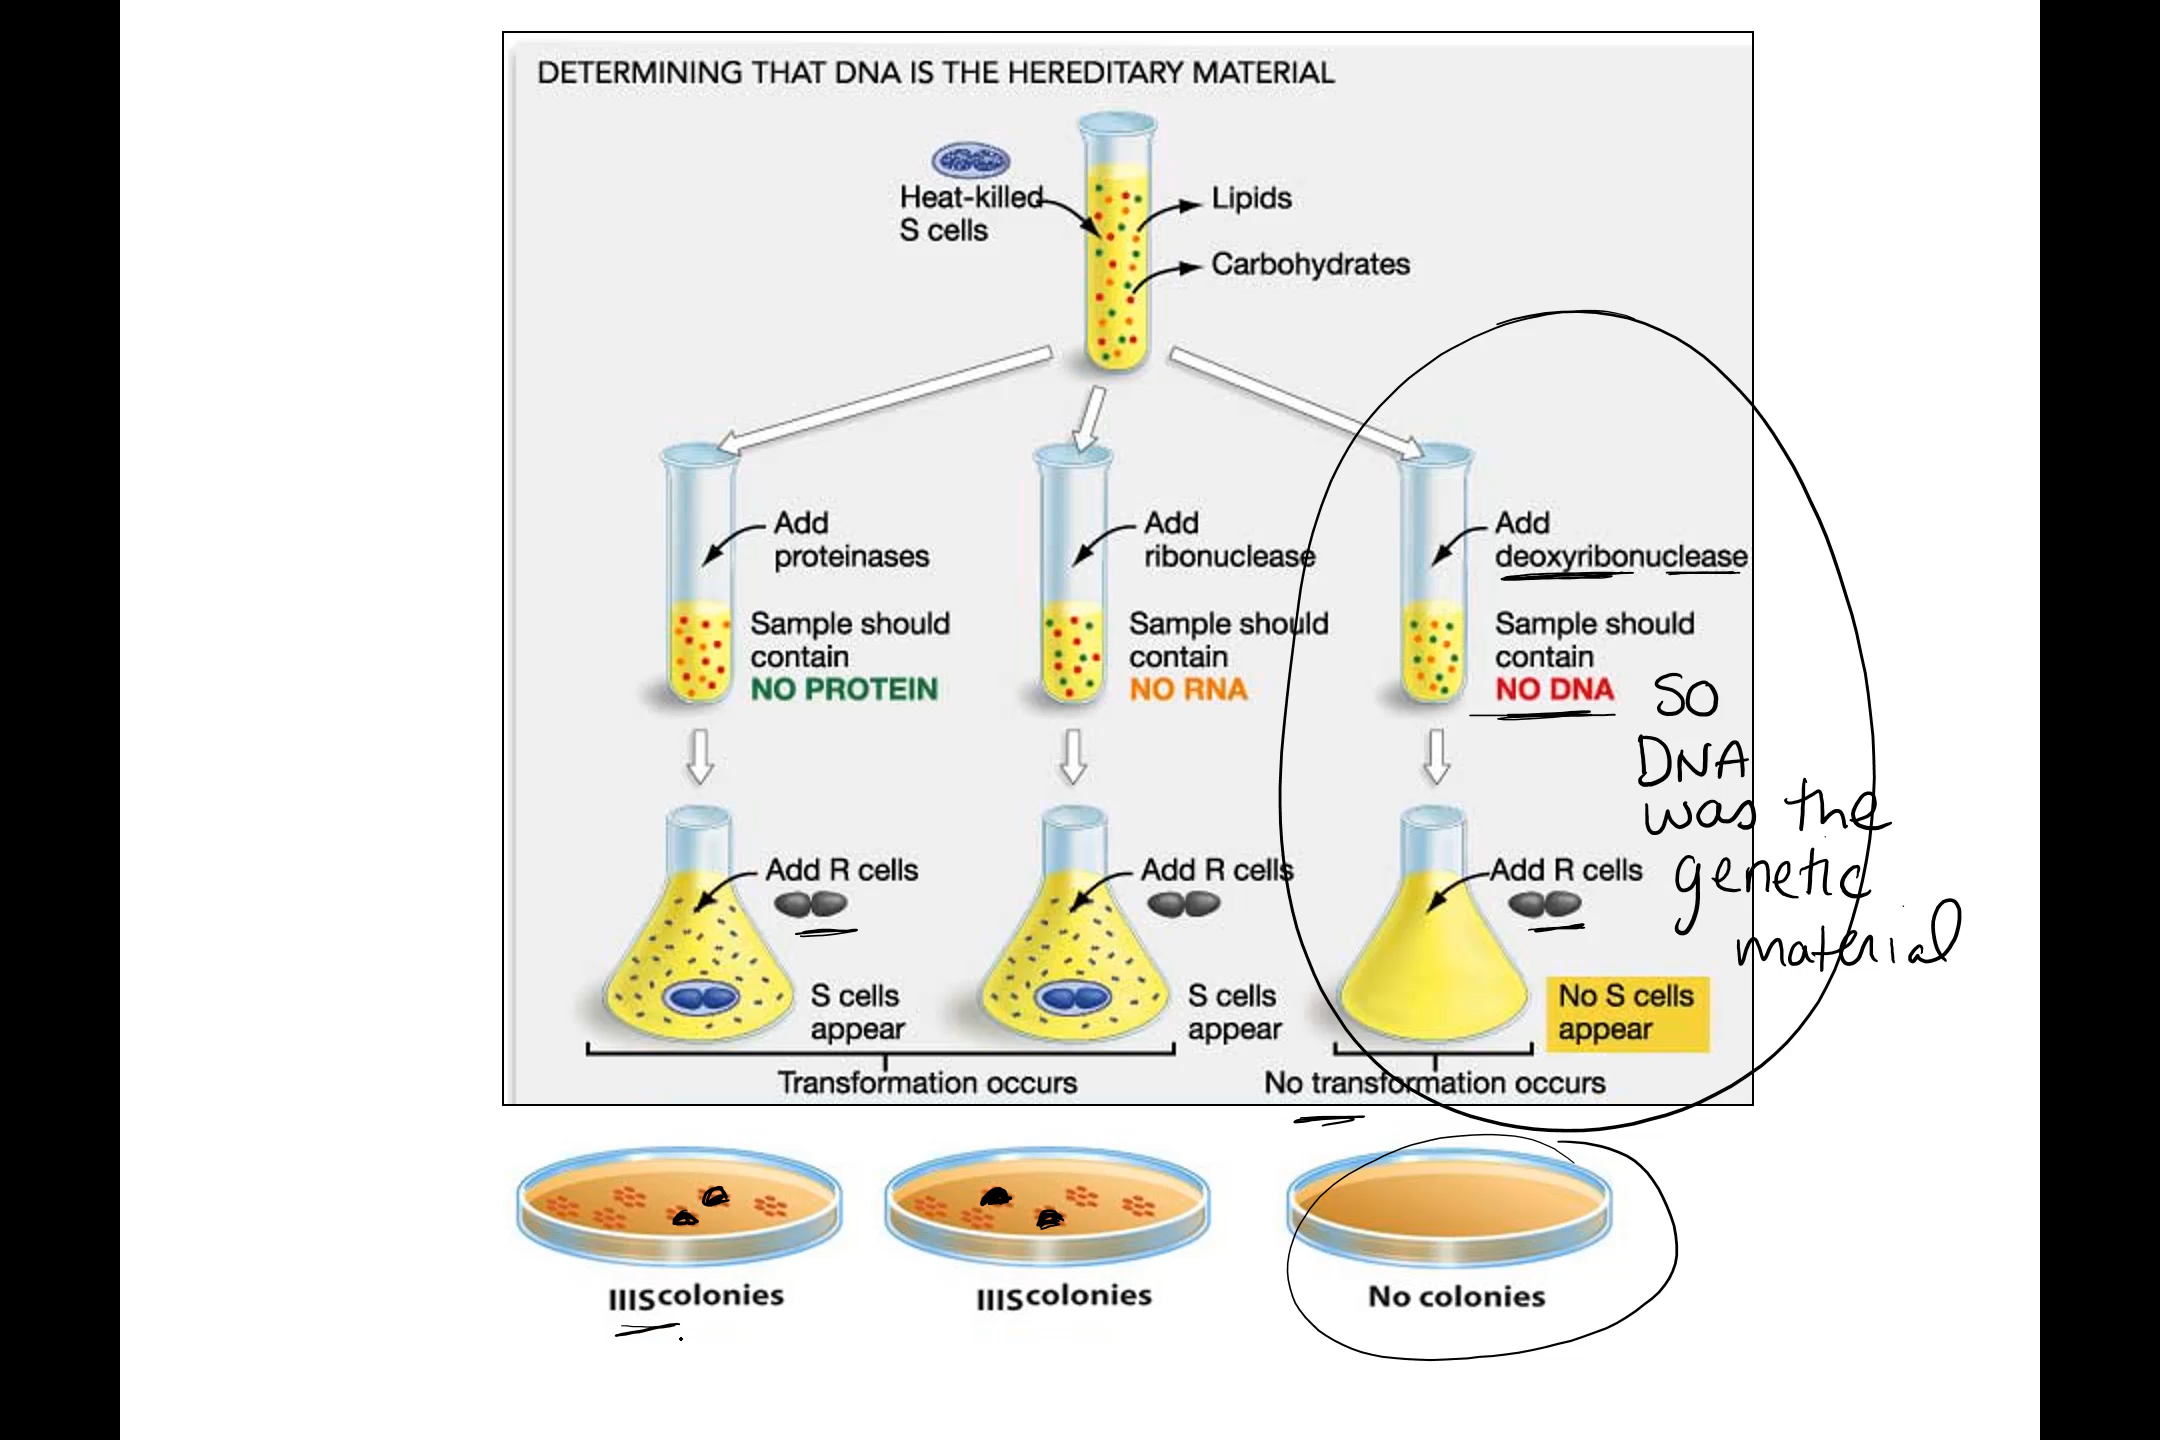 DETERMINING THAT DNA IS THE HEREDITARY MATERIAL
Heat-killed
S cells
Lipids
Carbohydrates
Add
proteinases
Sample should
contain
NO PROTEIN
Add
ribonuclease
Sample should
contain
NO RNA
Add
deoxyribonuclease
Sample should
contain
NO DNA
SO
DNA
was the
genetic
material
Add R cells
S cells
appear
Add R cells
S cells
appear
Add R cells
No S cells
appear
Transformation occurs
No transformation occurs
IIIS colonies
IIIS colonies
No colonies